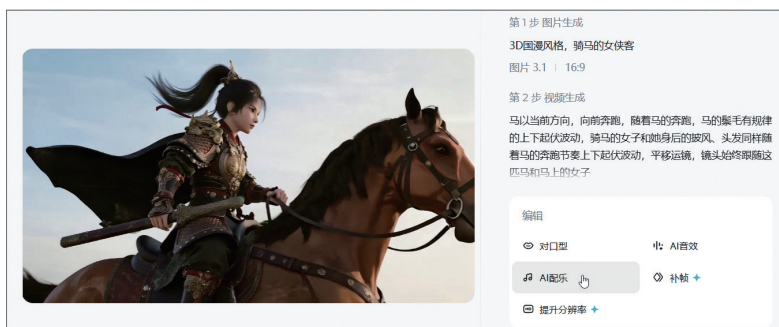 第 1 步 图片生成
3D国漫风格，骑马的女侠客
图片 3.1 | 16:9
第 2 步 视频生成
马以当前方向，向前奔跑，随着马的奔跑，马的鬃毛有规律
的上下起伏波动，骑马的女子和她身后的披风、头发同样随
着马的奔跑节奏上下起伏波动，平移运镜，镜头始终跟随这
匹马和马上的女子
编辑
对口型
AI音效
AI配乐
补帧
提升分辨率